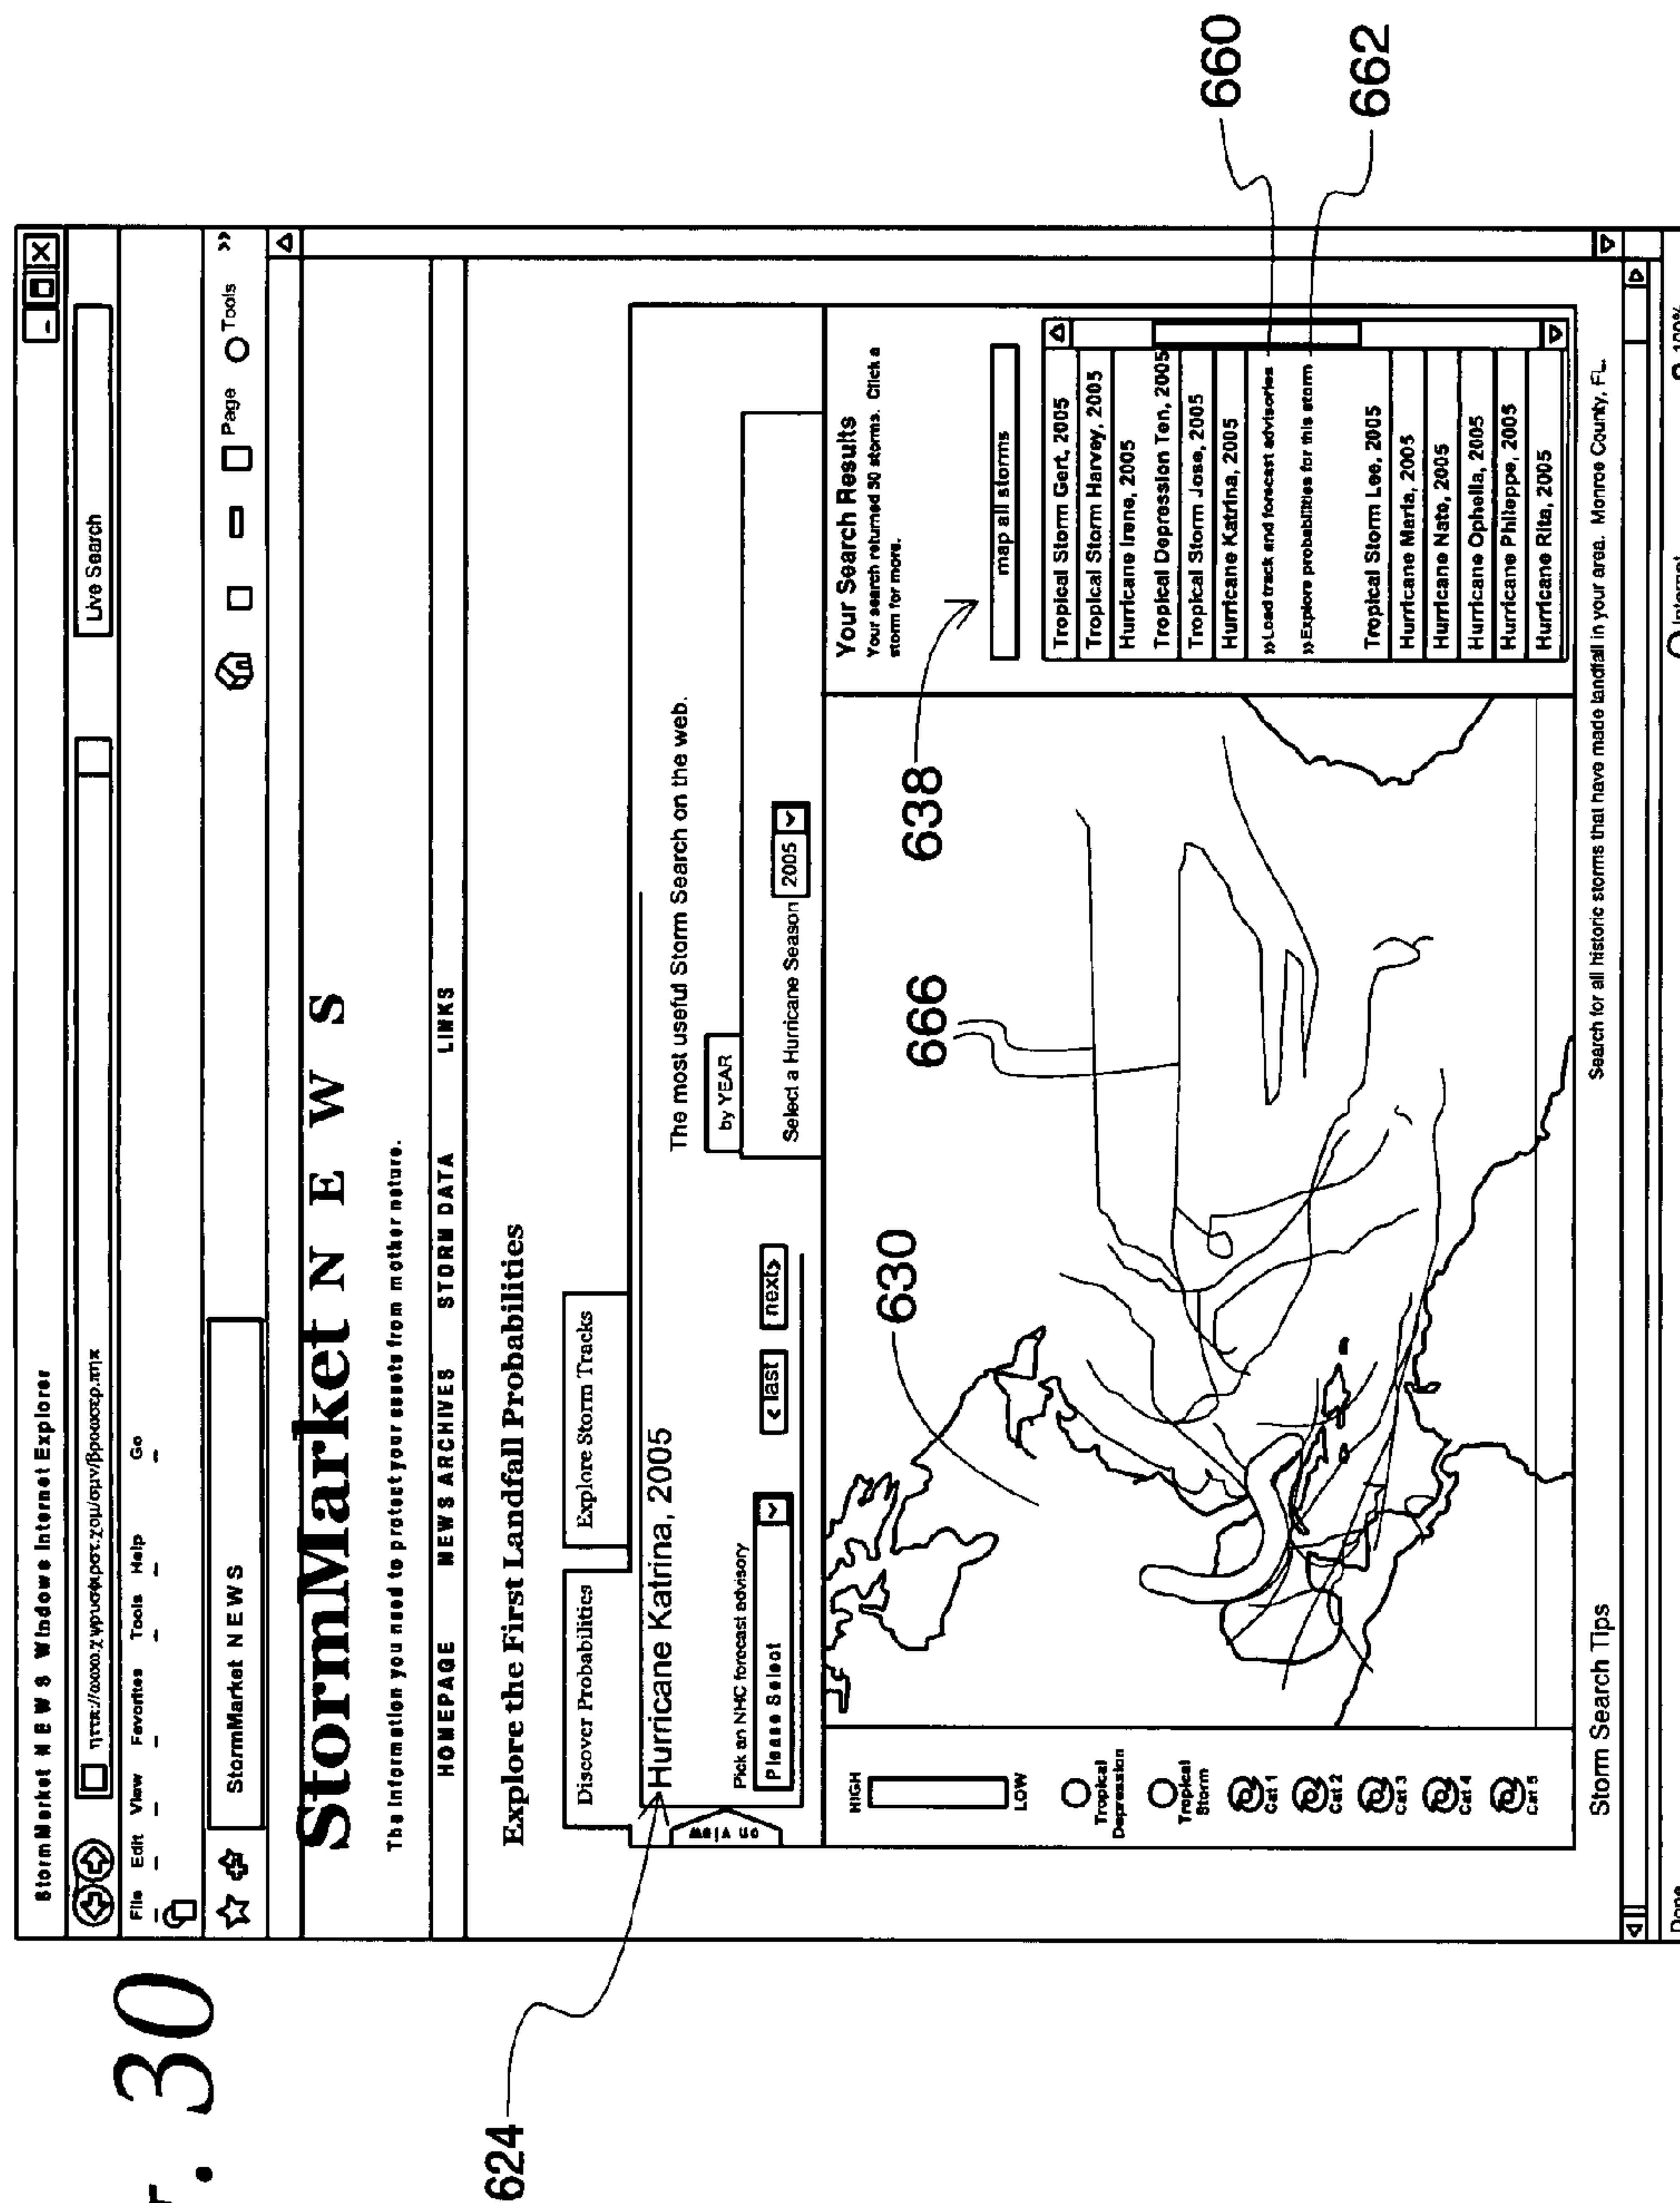 . 30
StormMarket N E W S Windows Internet Explorer
Live Search
File Edit View Favorites Tools Help Go
StormMarket N E W S
Page Tools »
StormMarket N E W S
The information you need to protect your assets from mother nature.
HOMEPAGE NEWS ARCHIVES STORM DATA LINKS
Explore the First Landfall Probabilities
Discover Probabilities
Explore Storm Tracks
624
on view
Hurricane Katrina, 2005
The most useful Storm Search on the web.
Pick an NHC forecast advisory
Please Select
< last
next>
by YEAR
Select a Hurricane Season 2005
HIGH
LOW
Tropical
Depression
Tropical
Storm
Cat 1
Cat 2
Cat 3
Cat 4
Cat 5
630
666
638
Your Search Results
Your search returned 30 storms. Click a
storm for more.
map all storms
Tropical Storm Gert, 2005
Tropical Storm Harvey, 2005
Hurricane Irene, 2005
Tropical Depression Ten, 2005
Tropical Storm Jose, 2005
Hurricane Katrina, 2005
»Load track and forecast advisories
»Explore probabilities for this storm
Tropical Storm Lee, 2005
Hurricane Maria, 2005
Hurricane Nate, 2005
Hurricane Ophelia, 2005
Hurricane Phileppe, 2005
Hurricane Rita, 2005
660
662
Storm Search Tips
Search for all historic storms that have made landfall in your area. Monroe County, FL.
Done
Internet
100%